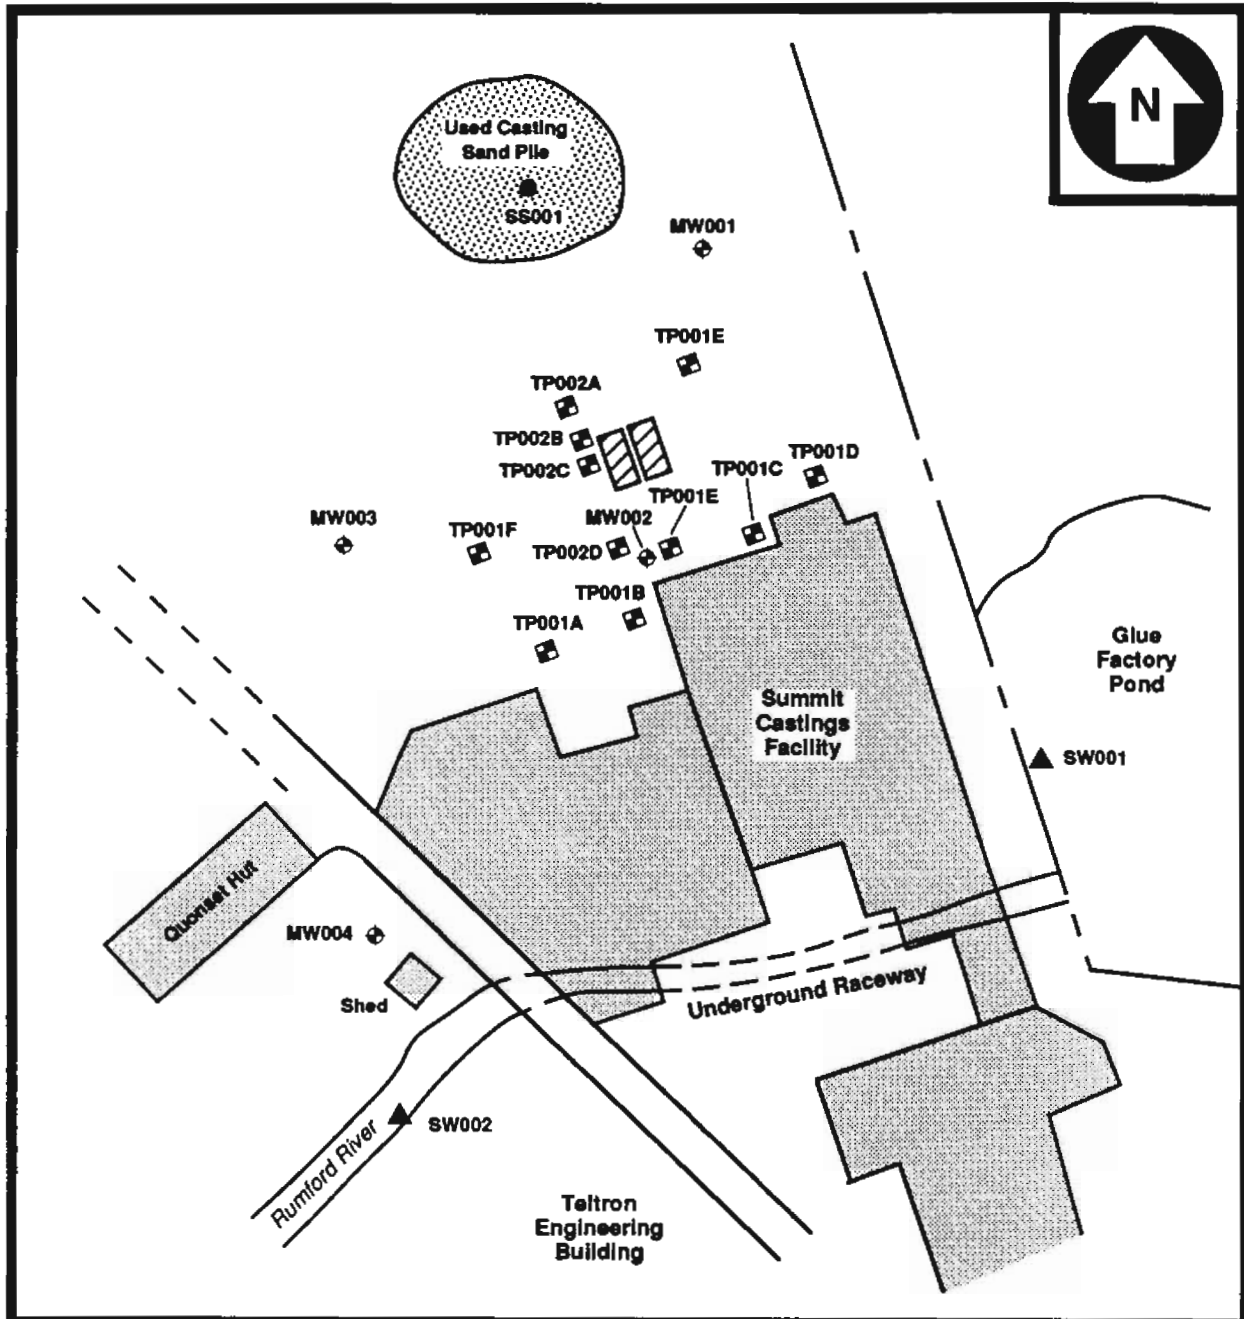 N
Used Casting
Sand Pile
SS001
MW001
TP001E
TP002A
TP002B
TP002C
TP001D
TP001C
TP001E
MW003
TP001F
MW002
TP002D
TP001B
TP001A
Glue
Factory
Pond
Summit
Castings
Facility
SW001
Quonset Hut
MW004
Shed
Underground Raceway
Rumford River
SW002
Teltron
Engineering
Building